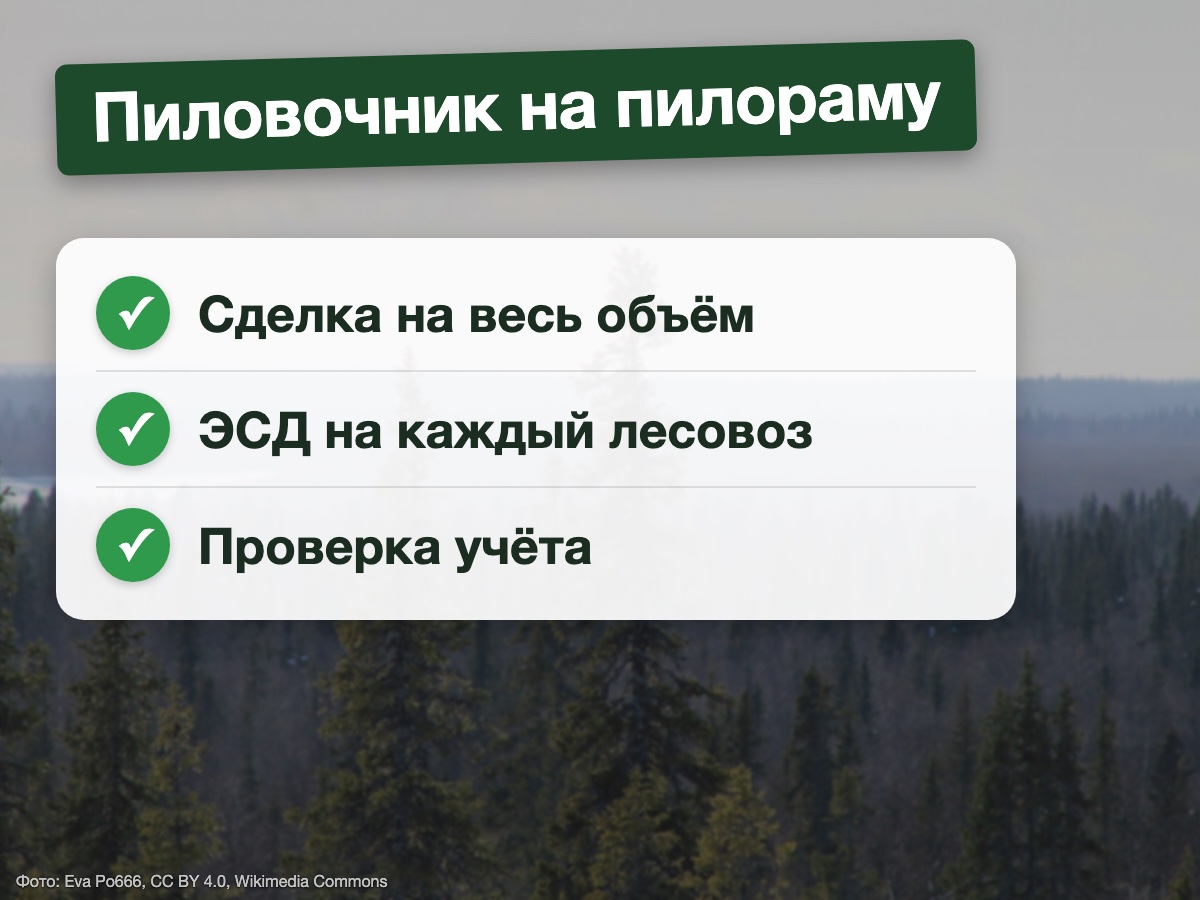 Пиловочник на пилораму
Сделка на весь объём
ЭСД на каждый лесовоз
Проверка учёта
Фото: Eva Po666, CC BY 4.0, Wikimedia Commons